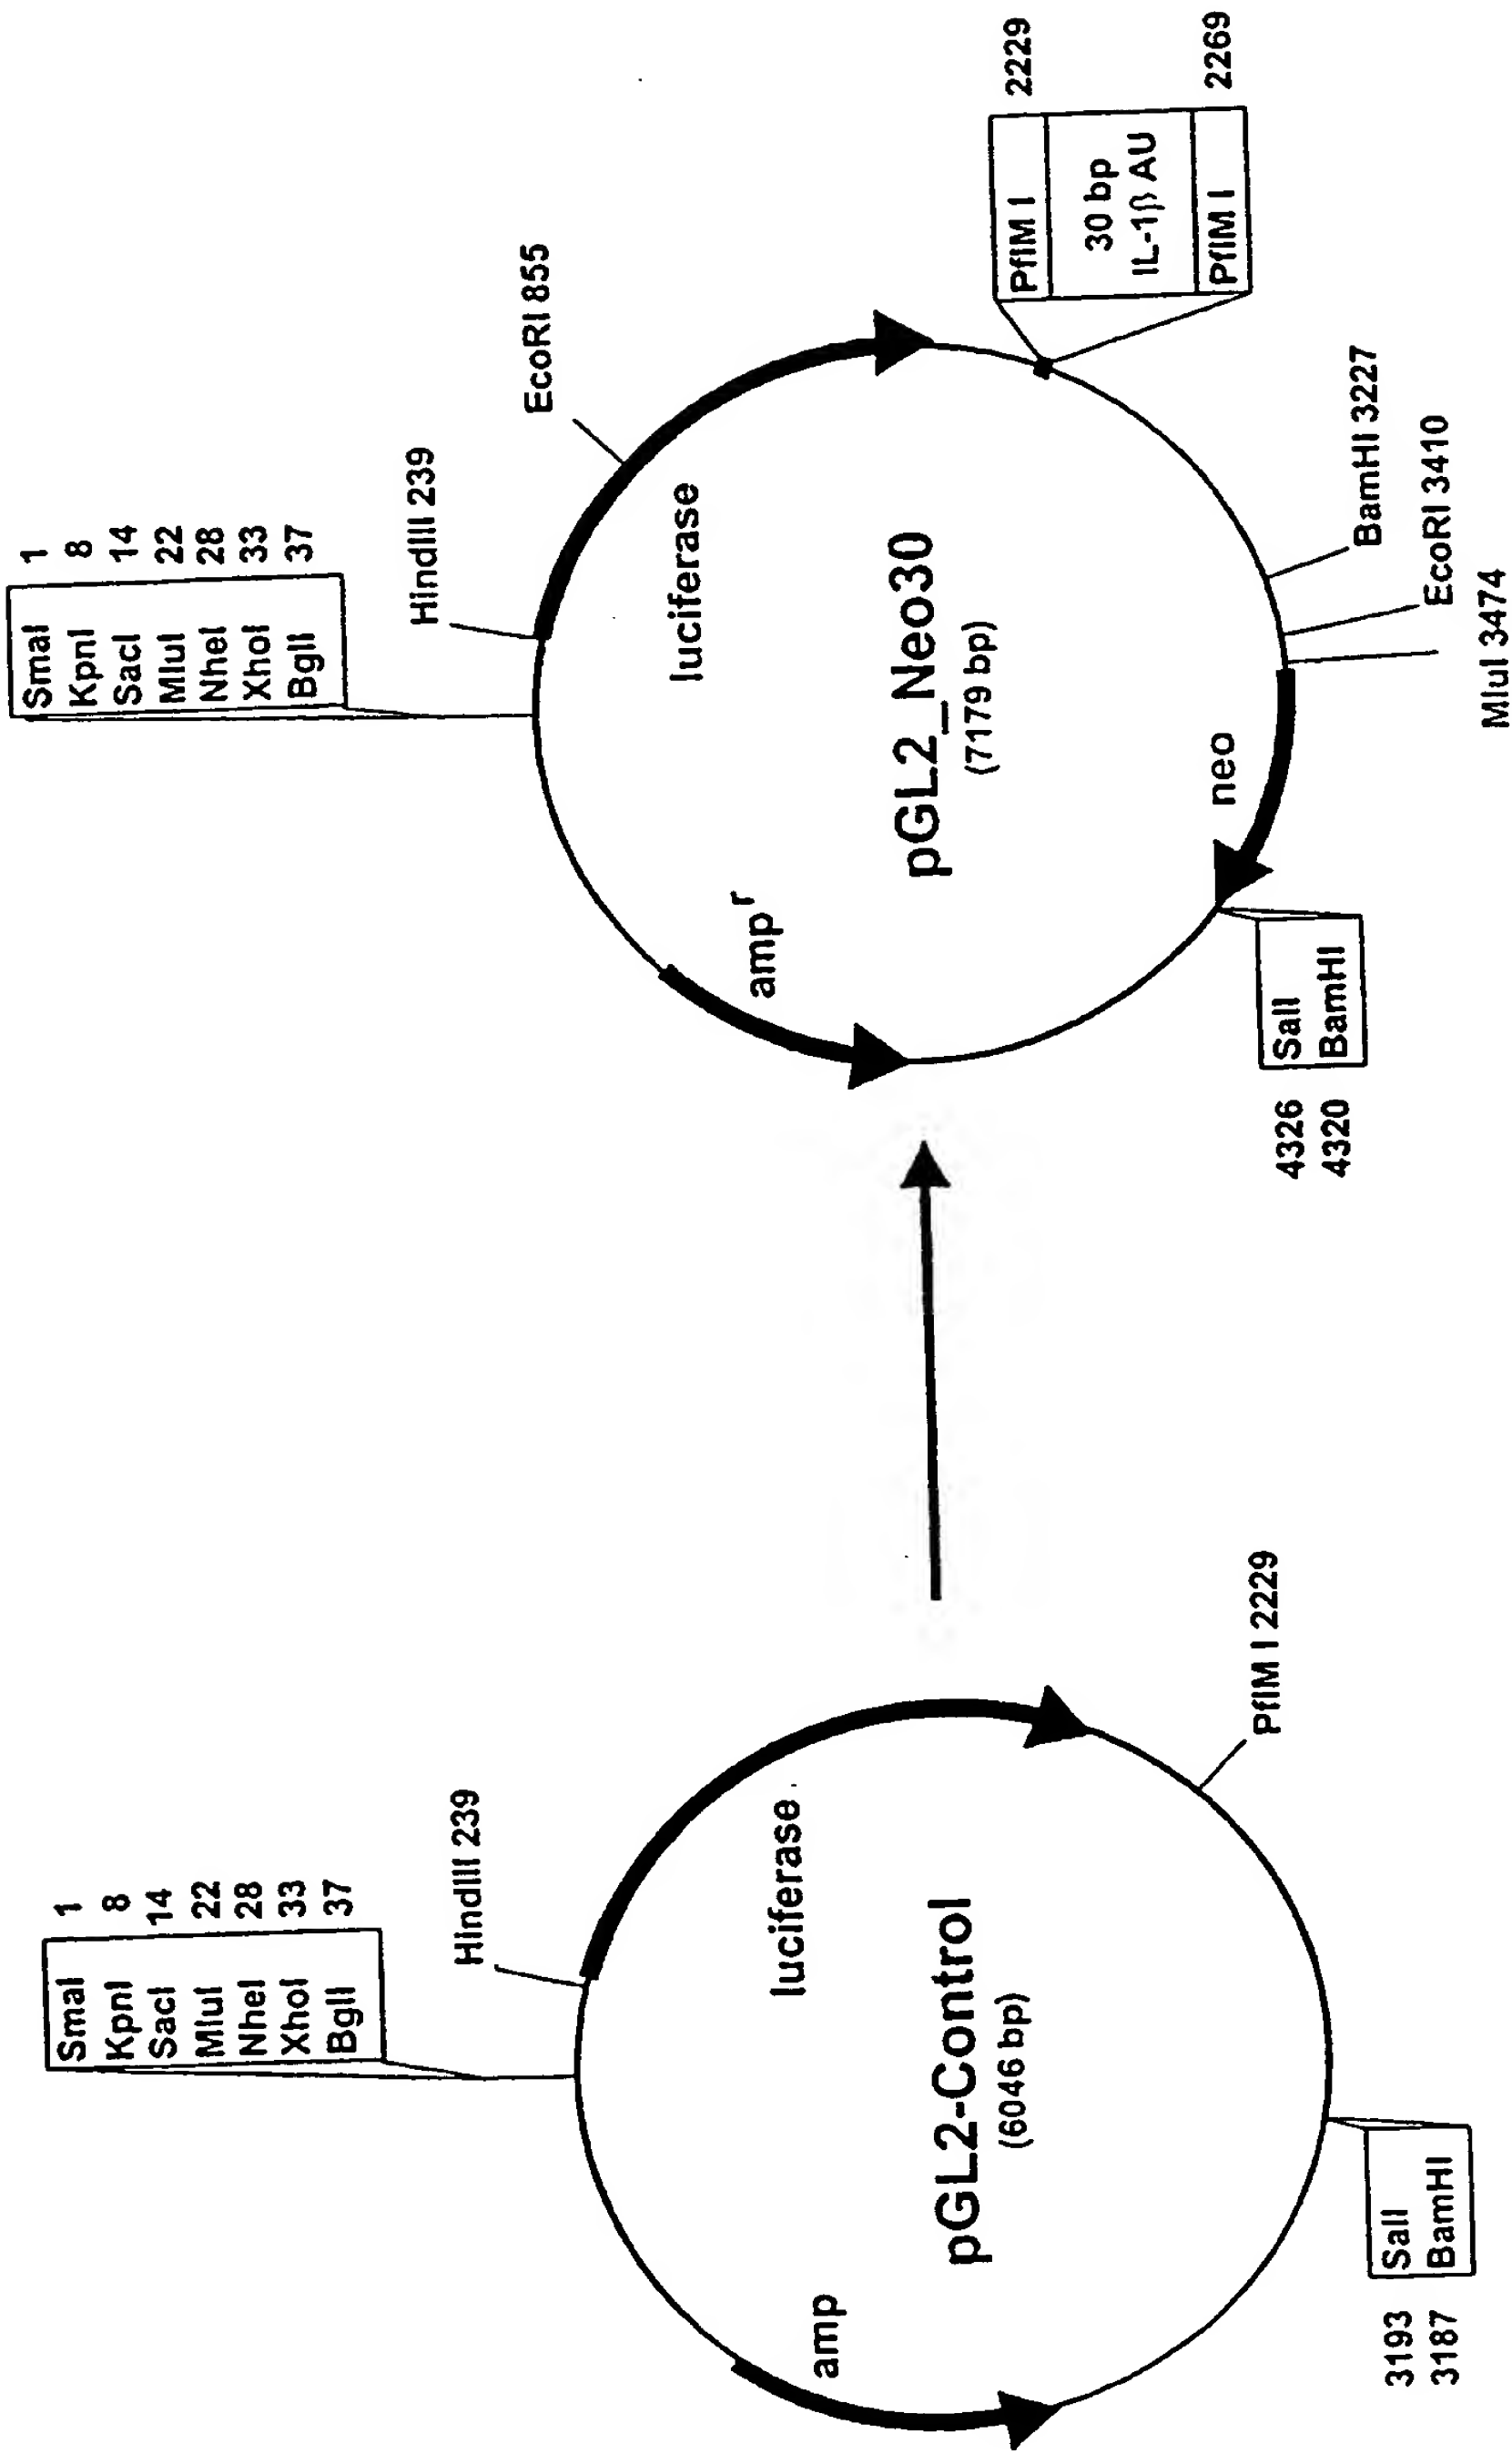 SmaI 1
KpnI 8
SacI 14
MluI 22
NheI 28
XhoI 33
BglI 37
HindIII 239
luciferase
amp
pGL2-Control
(6046 bp)
PflM I 2229
3193 SalI
3187 BamHI
SmaI 1
KpnI 8
SacI 14
MluI 22
NheI 28
XhoI 33
BglI 37
HindIII 239
EcoRI 855
luciferase
amp r
pGL2_Neo30
(7179 bp)
PflM I 2229
30 bp
IL-1β AU
PflM I 2269
neo
BamHI 3227
EcoRI 3410
MluI 3474
4326 SalI
4320 BamHI